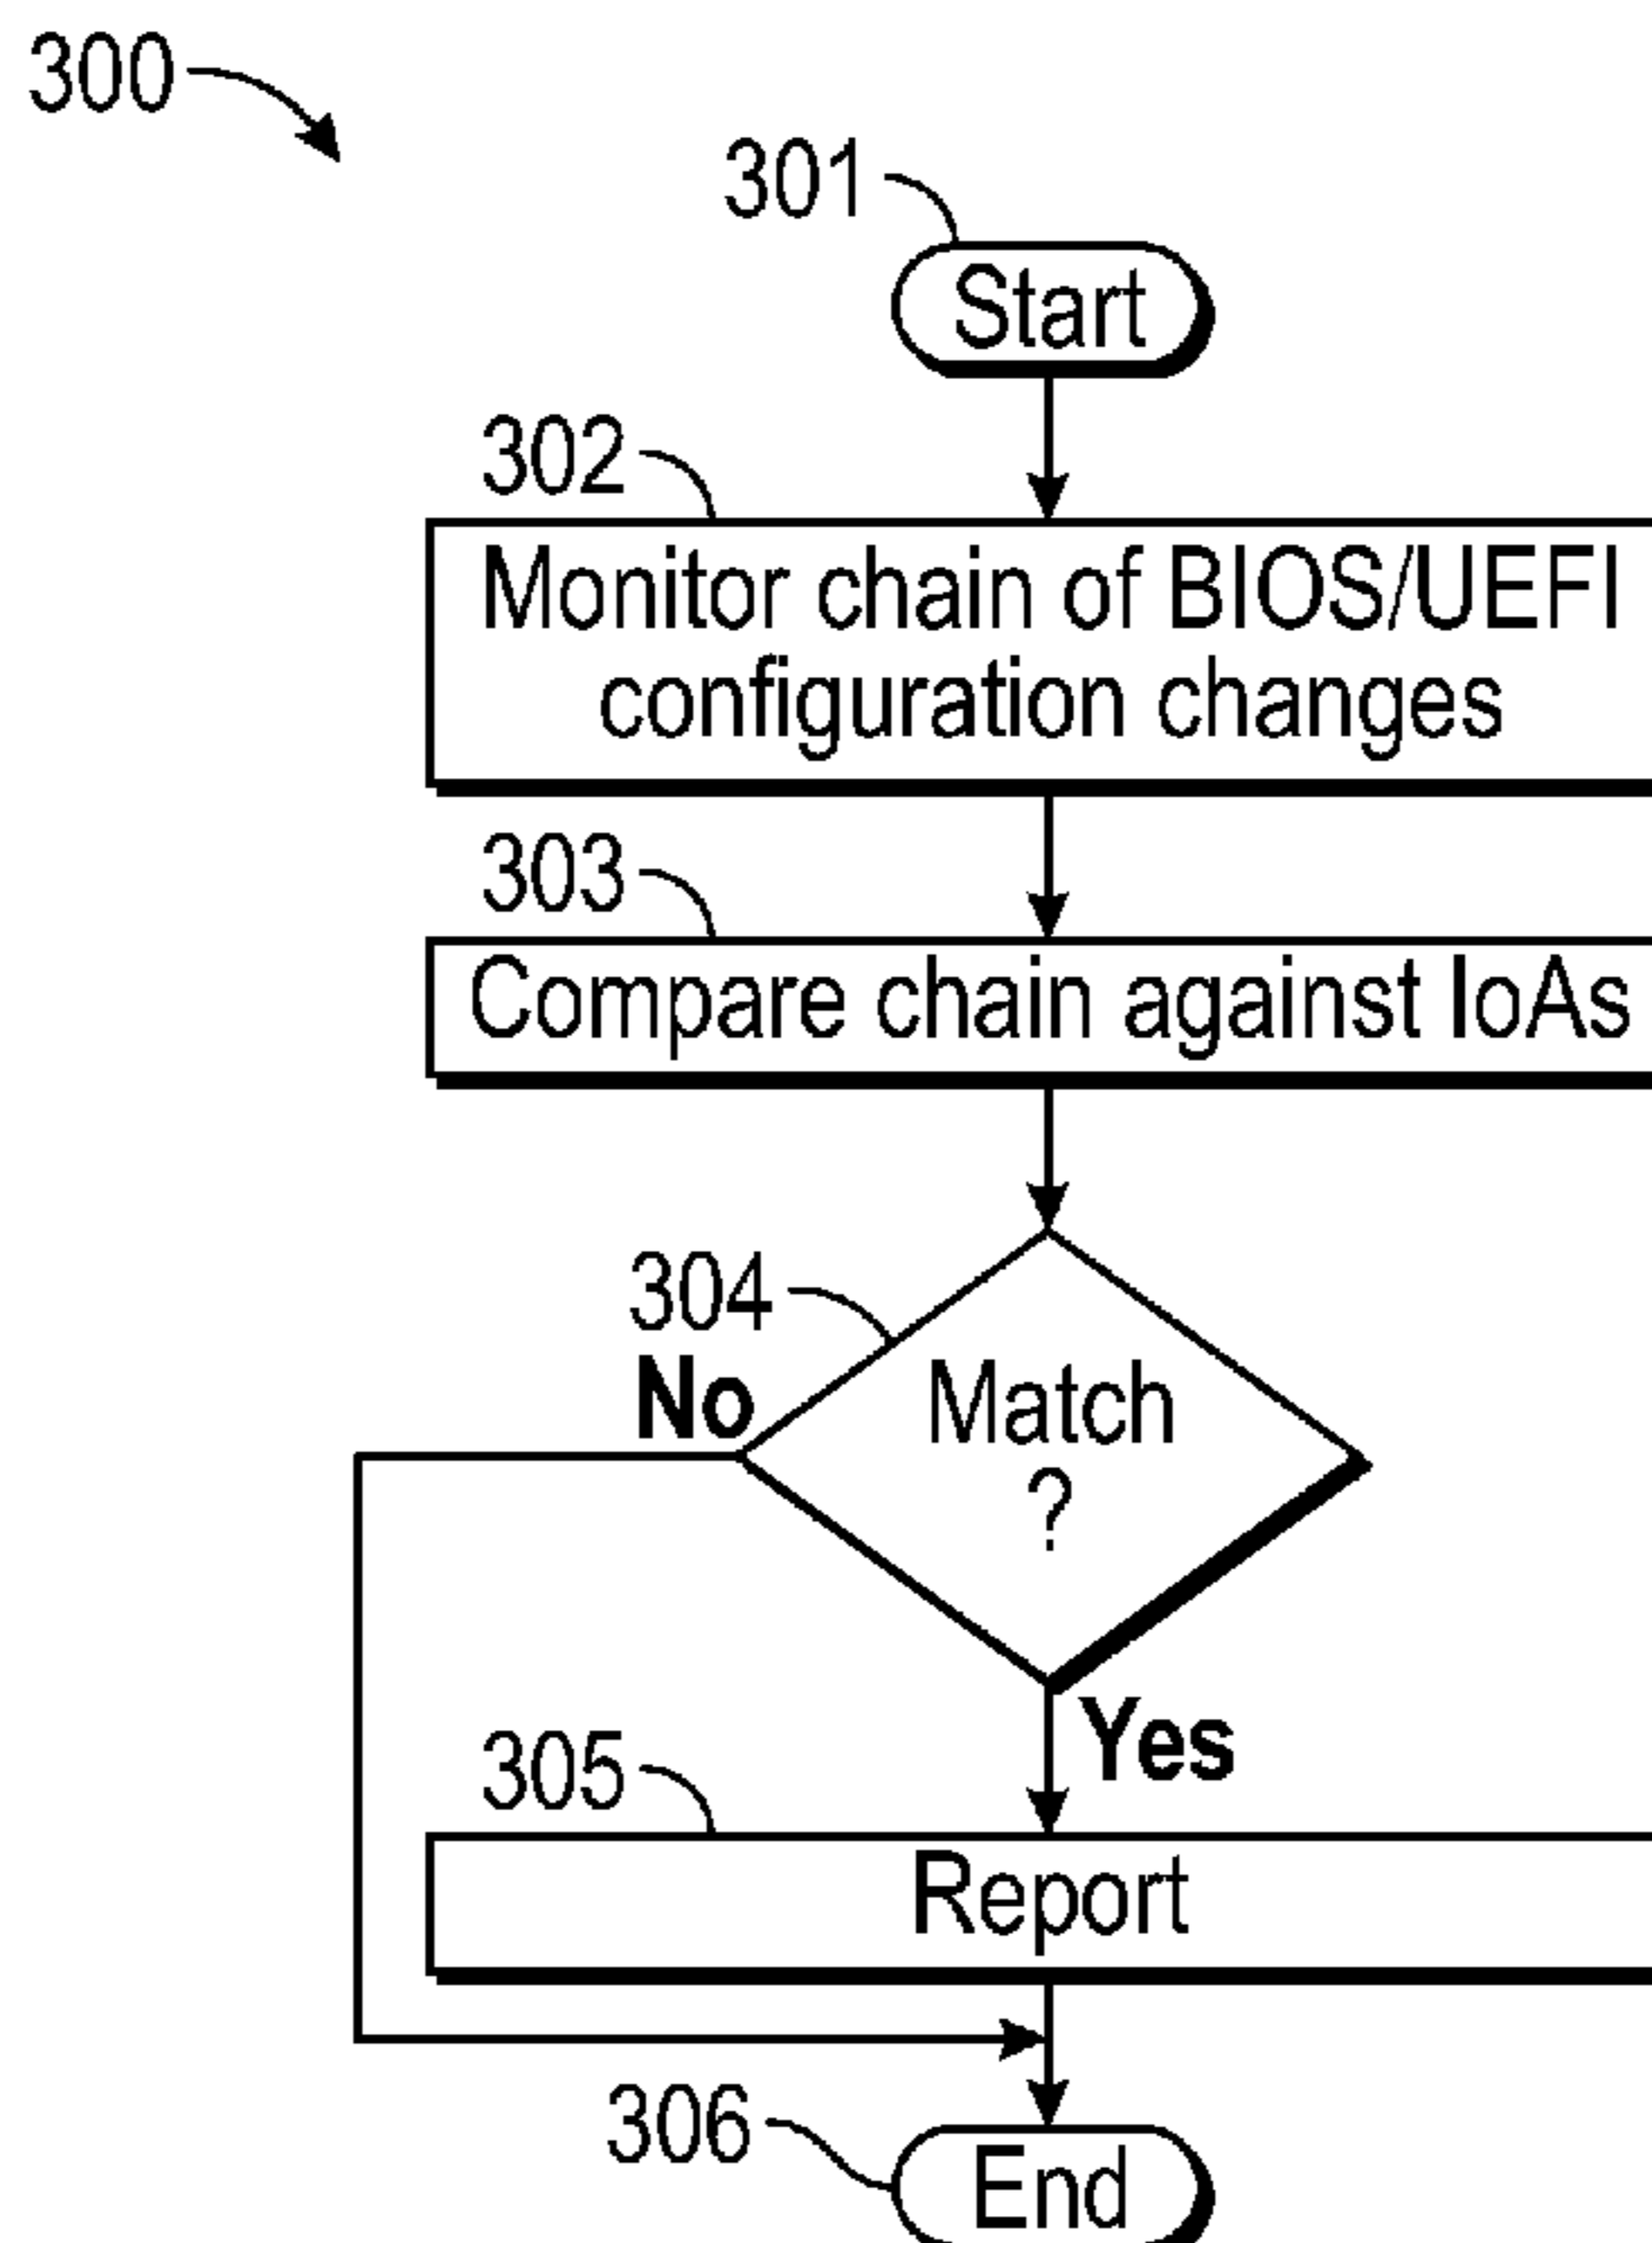 300
301
Start
302
Monitor chain of BIOS/UEFI
configuration changes
303
Compare chain against IoAs
304
No
Match
?
Yes
305
Report
306
End